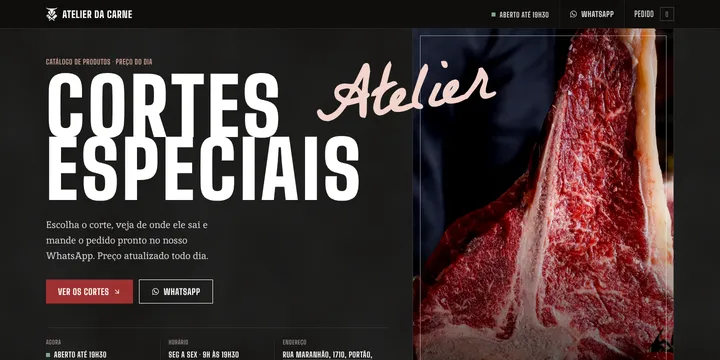 ATELIER DA CARNE
ABERTO ATÉ 19H30
WHATSAPP
PEDIDO
CATÁLOGO DE PRODUTOS · PREÇO DO DIA
CORTES
ESPECIAIS
Atelier
Escolha o corte, veja de onde ele sai e
mande o pedido pronto no nosso
WhatsApp. Preço atualizado todo dia.
VER OS CORTES
WHATSAPP
AGORA
ABERTO ATÉ 19H30
HORÁRIO
SEG A SEX · 9H ÀS 19H30
ENDEREÇO
RUA MARANHÃO, 1710, PORTÃO,